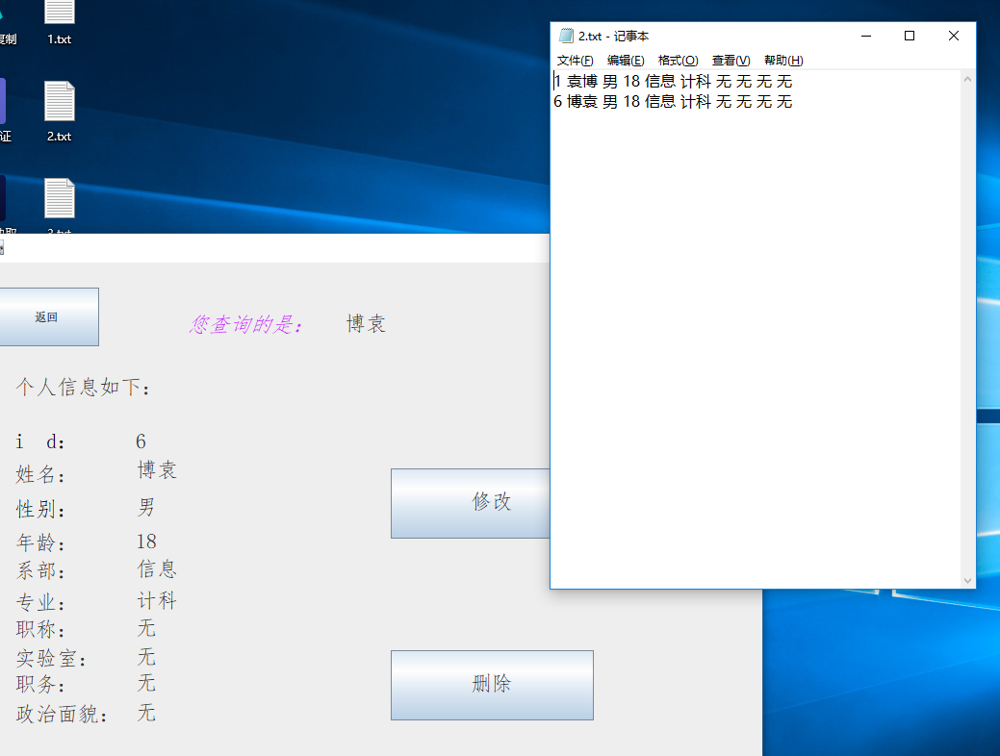 1.txt
2.txt
2.txt - 记事本
文件(F) 编辑(E) 格式(O) 查看(V) 帮助(H)
1 袁博 男 18 信息 计科 无 无 无 无
6 博袁 男 18 信息 计科 无 无 无 无
返回
您查询的是： 博袁
个人信息如下：
i d： 6
姓名： 博袁
性别： 男
年龄： 18
系部： 信息
专业： 计科
职称： 无
实验室： 无
职务： 无
政治面貌： 无
修改
删除